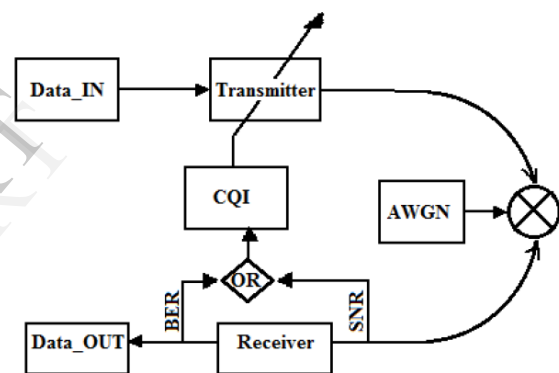 Data_IN
Transmitter
CQI
AWGN
OR
BER
SNR
Data_OUT
Receiver